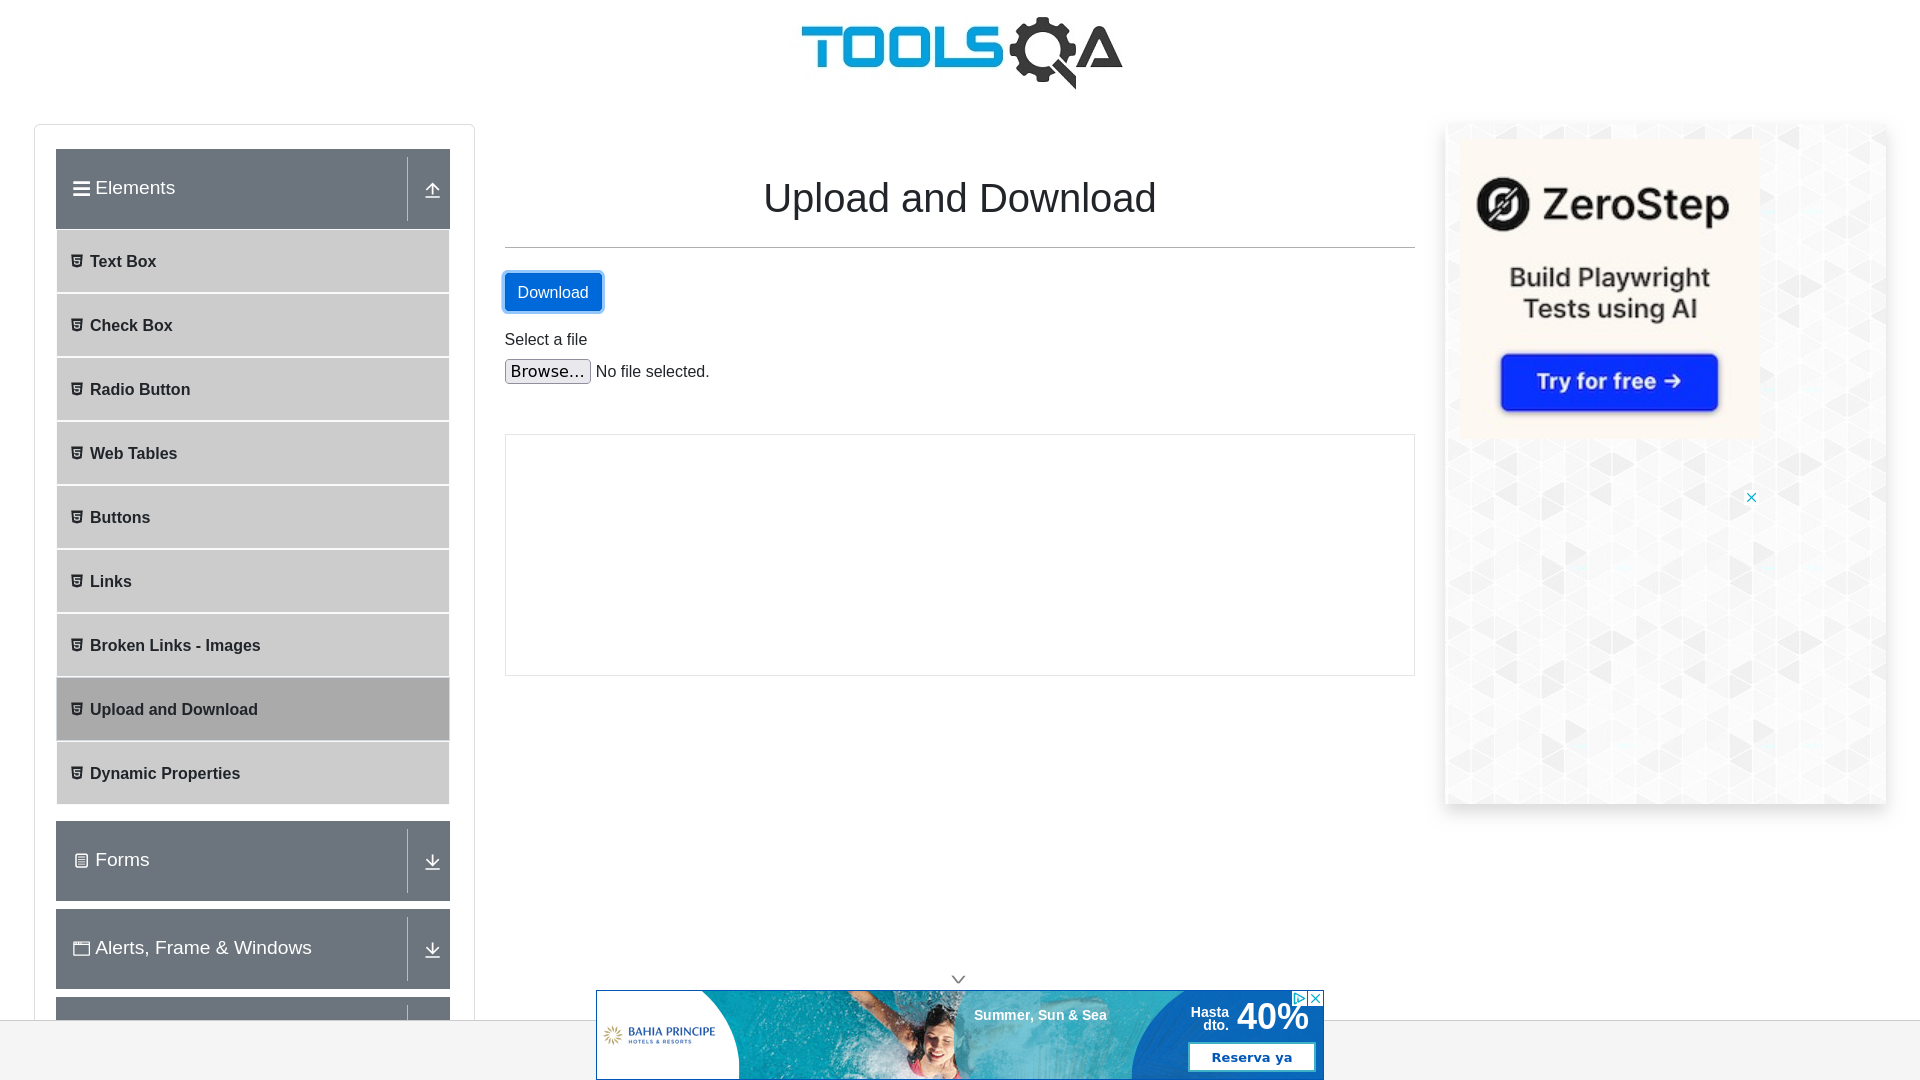 TOOLSQA
Elements
Text Box
Check Box
Radio Button
Web Tables
Buttons
Links
Broken Links - Images
Upload and Download
Dynamic Properties
Forms
Alerts, Frame & Windows
Upload and Download
Download
Select a file
Browse... No file selected.
ZeroStep
Build Playwright
Tests using AI
Try for free →
BAHIA PRINCIPE
HOTELS & RESORTS
Summer, Sun & Sea
Hasta
dto.
40%
Reserva ya